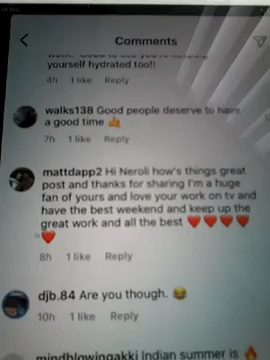 Comments
yourself hydrated too!!
4h 1 like Reply
walks138 Good people deserve to have
a good time 🤙
7h 1 like Reply
mattdapp2 Hi Neroli how's things great
post and thanks for sharing I'm a huge
fan of yours and love your work on tv and
have the best weekend and keep up the
great work and all the best ❤️❤️❤️❤️
❤️
8h 1 like Reply
djb.84 Are you though. 😂
10h 1 like Reply
mindblowingakki Indian summer is 🔥